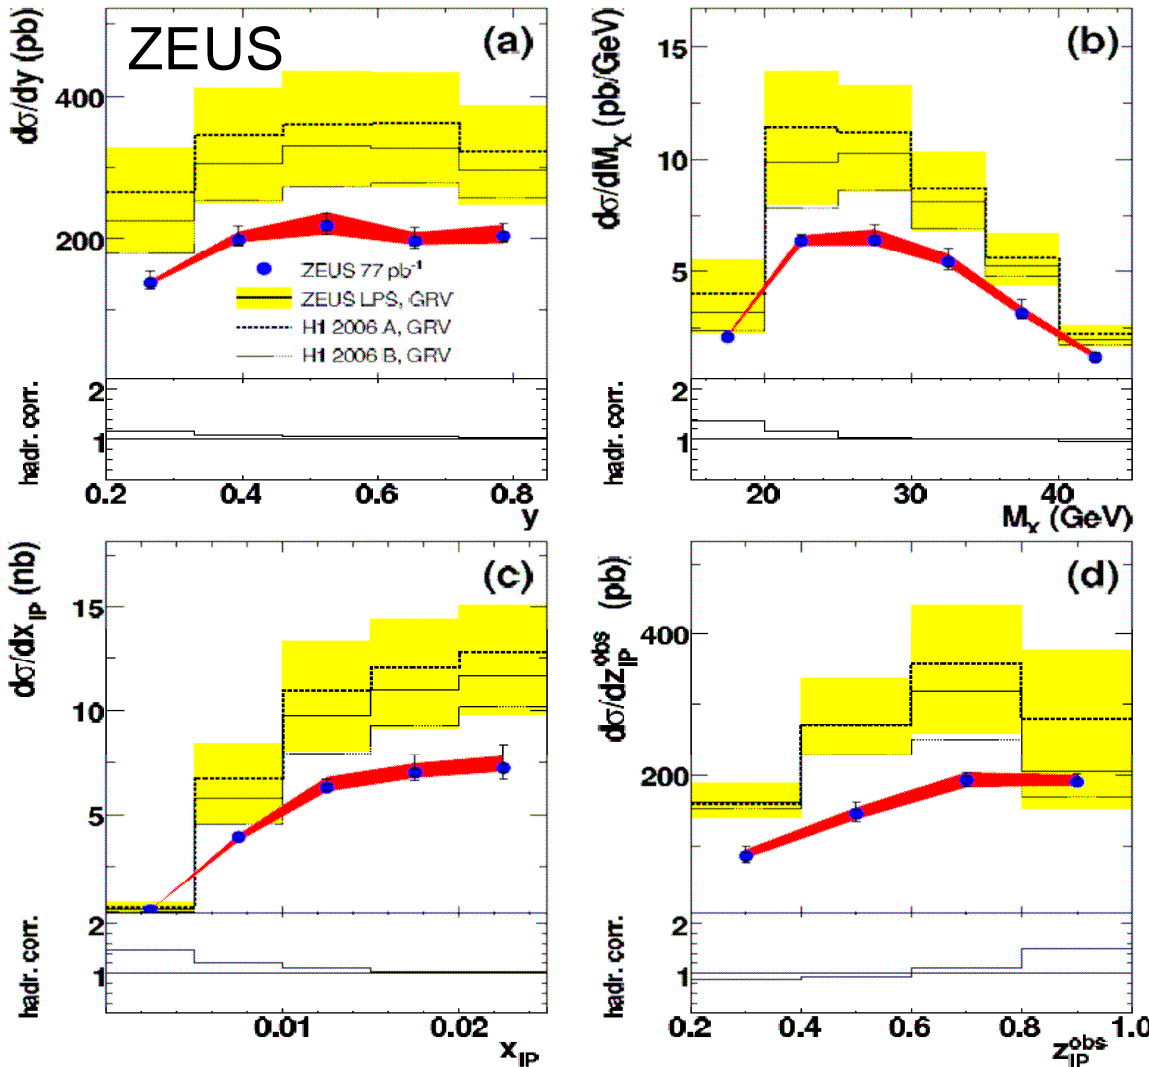 ZEUS
(a)
dσ/dy (pb)
400
200
ZEUS 77 pb⁻¹
ZEUS LPS, GRV
H1 2006 A, GRV
H1 2006 B, GRV
hadr. corr.
2
1
0.2 0.4 0.6 0.8
y
(b)
dσ/dM_X (pb/GeV)
15
10
5
hadr. corr.
2
1
20 30 40
M_X (GeV)
(c)
dσ/dx_IP (nb)
15
10
5
hadr. corr.
2
1
0.01 0.02
x_IP
(d)
dσ/dz_IP^obs (pb)
400
200
hadr. corr.
2
1
0.2 0.4 0.6 0.8 1.0
z_IP^obs